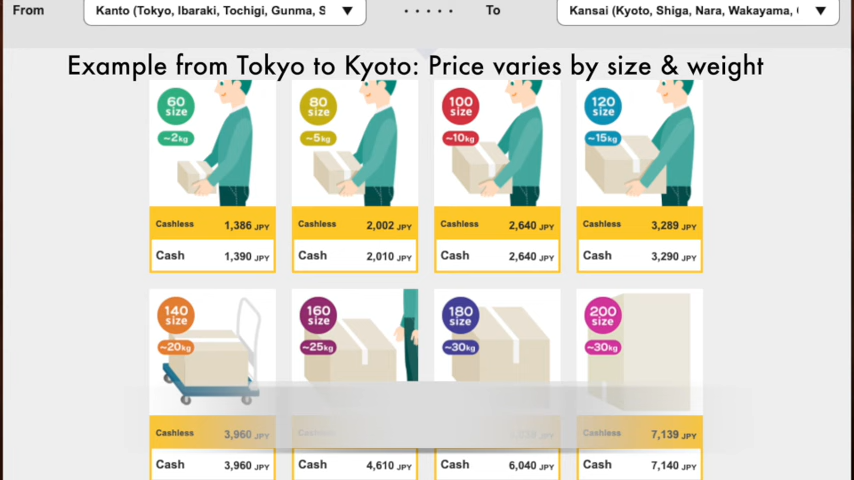 From
Kanto (Tokyo, Ibaraki, Tochigi, Gunma, S
To
Kansai (Kyoto, Shiga, Nara, Wakayama,
Example from Tokyo to Kyoto: Price varies by size & weight
60 size
~2kg
Cashless 1,386 JPY
Cash 1,390 JPY
80 size
~5kg
Cashless 2,002 JPY
Cash 2,010 JPY
100 size
~10kg
Cashless 2,640 JPY
Cash 2,640 JPY
120 size
~15kg
Cashless 3,289 JPY
Cash 3,290 JPY
140 size
~20kg
Cashless 3,960 JPY
Cash 3,960 JPY
160 size
~25kg
Cashless
Cash 4,610 JPY
180 size
~30kg
JPY
Cash 6,040 JPY
200 size
~30kg
Cashless 7,139 JPY
Cash 7,140 JPY